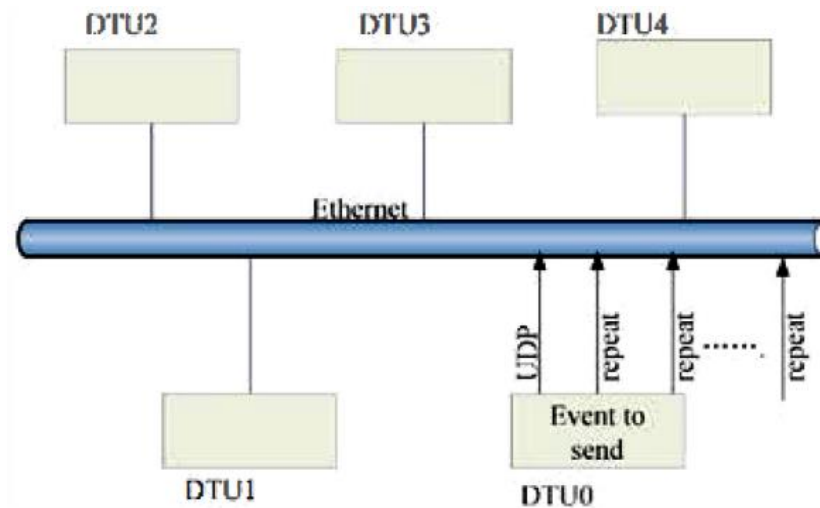 DTU2
DTU3
DTU4
Ethernet
UDP
repeat
repeat
.......
repeat
Event to
send
DTU1
DTU0